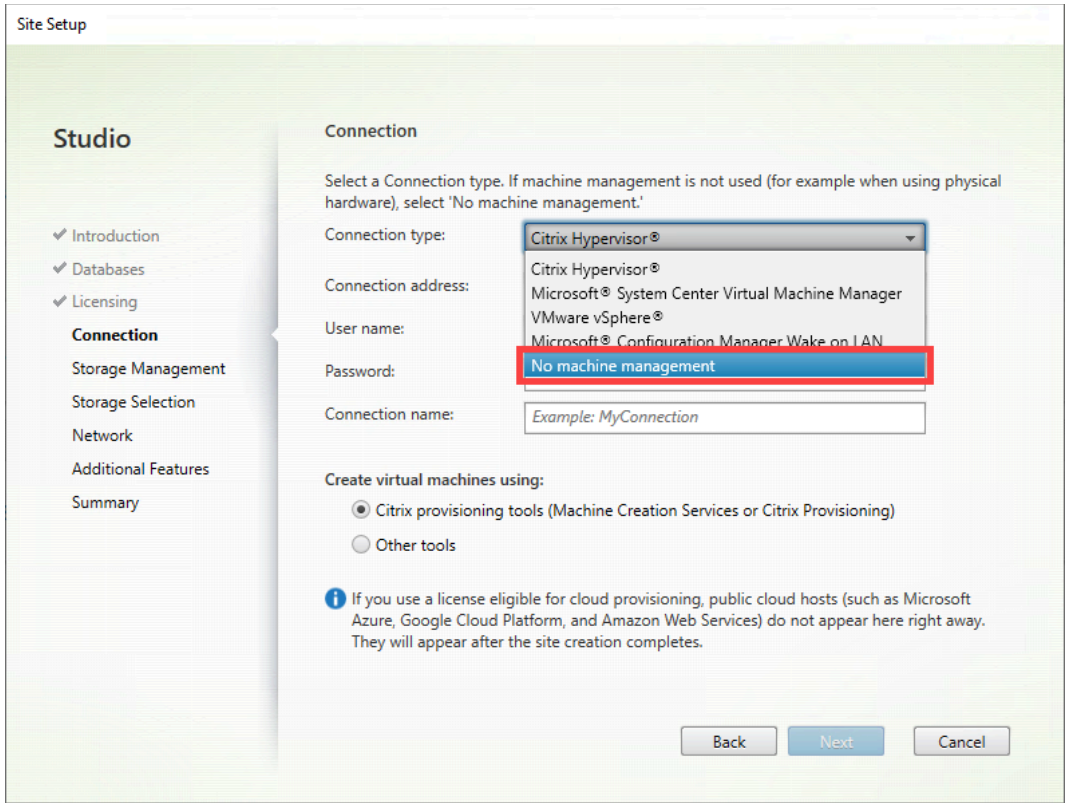 Site Setup
Studio
Introduction
Databases
Licensing
Connection
Storage Management
Storage Selection
Network
Additional Features
Summary
Connection
Select a Connection type. If machine management is not used (for example when using physical
hardware), select 'No machine management.'
Connection type:
Citrix Hypervisor®
Citrix Hypervisor®
Microsoft® System Center Virtual Machine Manager
VMware vSphere®
Microsoft® Configuration Manager Wake on LAN
No machine management
Connection address:
User name:
Password:
Connection name:
Example: MyConnection
Create virtual machines using:
Citrix provisioning tools (Machine Creation Services or Citrix Provisioning)
Other tools
If you use a license eligible for cloud provisioning, public cloud hosts (such as Microsoft
Azure, Google Cloud Platform, and Amazon Web Services) do not appear here right away.
They will appear after the site creation completes.
Back
Next
Cancel